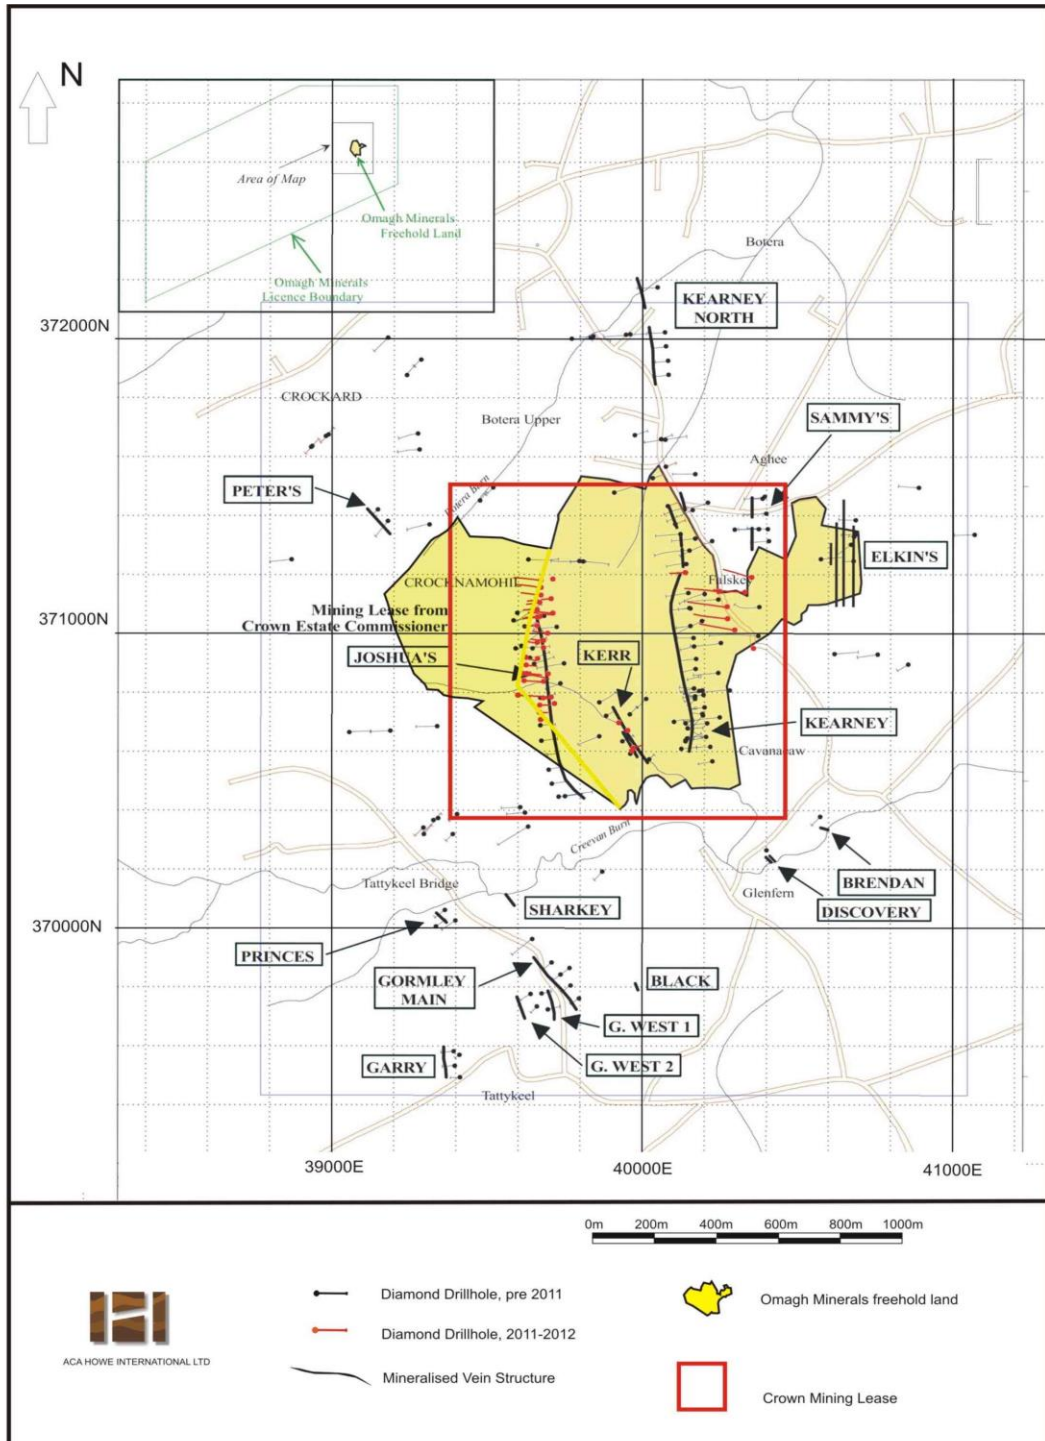 N
Area of Map
Omagh Minerals
Freehold Land
Omagh Minerals
Licence Boundary
Botera
KEARNEY
NORTH
372000N
CROCKARD
Botera Upper
SAMMY'S
Aghee
PETER'S
Botera Burn
ELKIN'S
CROCKNAMOHIL
Falskey
Mining Lease from
Crown Estate Commissioner
371000N
JOSHUA'S
KERR
KEARNEY
Cavanacaw
Creevan Burn
Tattykeel Bridge
Glenfern
BRENDAN
SHARKEY
DISCOVERY
370000N
PRINCES
GORMLEY
MAIN
BLACK
G. WEST 1
GARRY
G. WEST 2
Tattykeel
39000E
40000E
41000E
0m 200m 400m 600m 800m 1000m
Diamond Drillhole, pre 2011
Omagh Minerals freehold land
Diamond Drillhole, 2011-2012
ACA HOWE INTERNATIONAL LTD
Mineralised Vein Structure
Crown Mining Lease